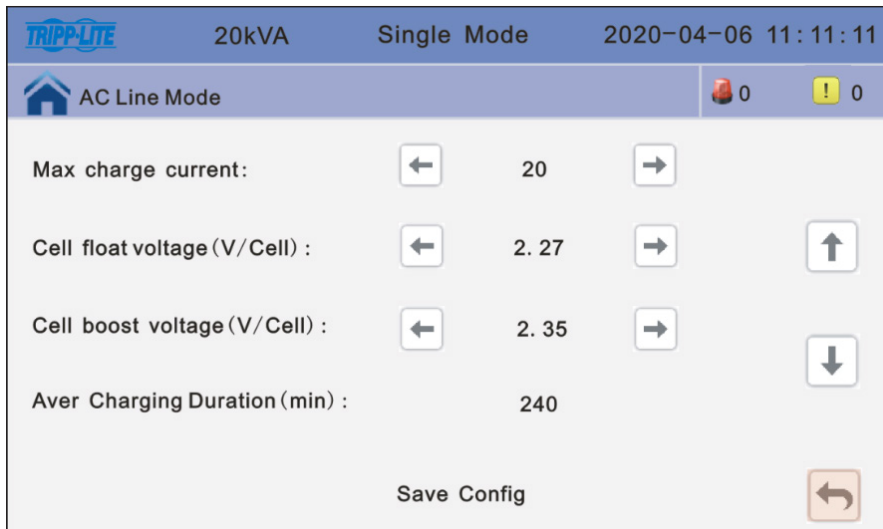 TRIPP-LITE 20kVA Single Mode 2020-04-06 11:11:11
AC Line Mode 0 ! 0
Max charge current: 20
Cell float voltage(V/Cell) : 2. 27
Cell boost voltage(V/Cell) : 2. 35
Aver Charging Duration(min) : 240
Save Config